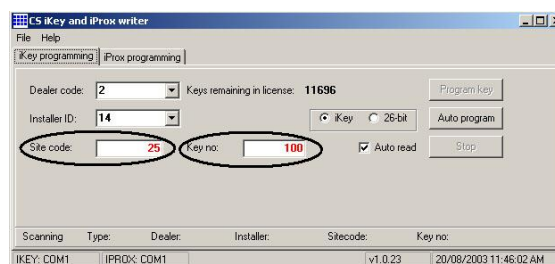 CS iKey and iProx writer
File Help
iKey programming iProx programming
Dealer code: 2 Keys remaining in license: 11696 Program key
Installer ID: 14 iKey 26-bit Auto program
Site code: 25 Key no: 100 Auto read Stop
Scanning Type: Dealer: Installer: Sitecode: Key no:
IKEY: COM1 IPROX: COM1 v1.0.23 20/08/2003 11:46:02 AM